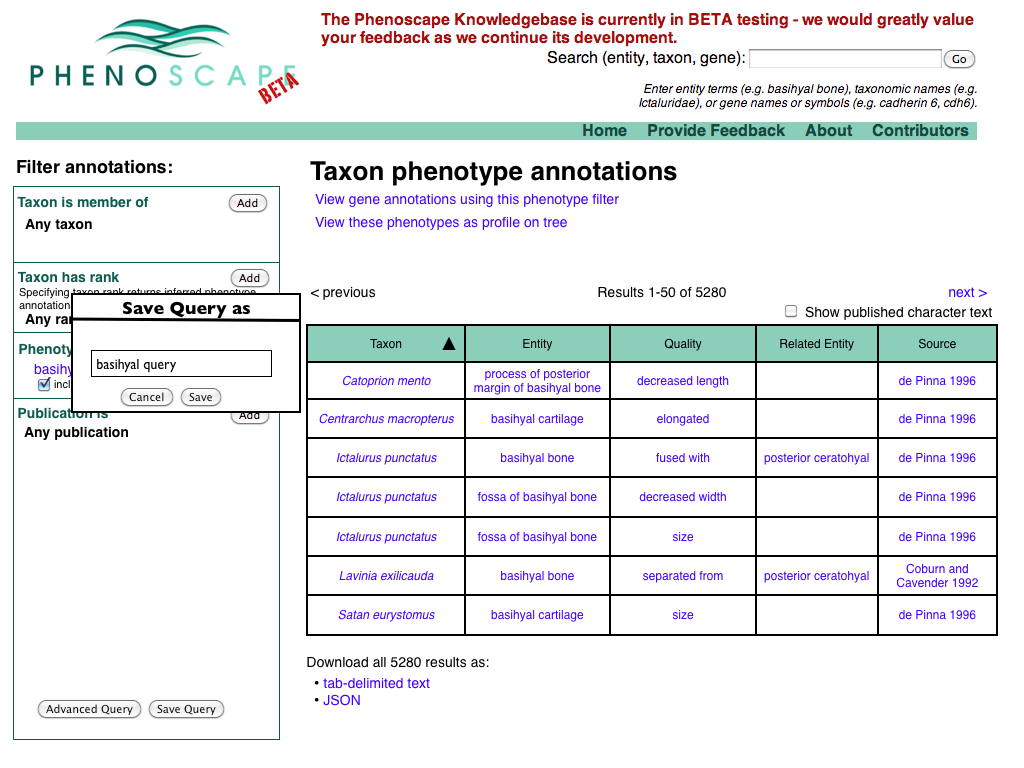 The Phenoscape Knowledgebase is currently in BETA testing - we would greatly value
your feedback as we continue its development.
PHENOSCAPE
BETA
Search (entity, taxon, gene):
Go
Enter entity terms (e.g. basihyal bone), taxonomic names (e.g.
Ictaluridae), or gene names or symbols (e.g. cadherin 6, cdh6).
Home Provide Feedback About Contributors
Filter annotations:
Taxon is member of Add
Any taxon
Taxon has rank Add
Specifying taxon rank returns inferred phenotype
annotation
Any
Save Query as
basihyal query
Cancel Save
Publication is Add
Any publication
Advanced Query Save Query
Taxon phenotype annotations
View gene annotations using this phenotype filter
View these phenotypes as profile on tree
< previous Results 1-50 of 5280 next >
Show published character text
Taxon ▲ Entity Quality Related Entity Source
Catoprion mento process of posterior margin of basihyal bone decreased length de Pinna 1996
Centrarchus macropterus basihyal cartilage elongated de Pinna 1996
Ictalurus punctatus basihyal bone fused with posterior ceratohyal de Pinna 1996
Ictalurus punctatus fossa of basihyal bone decreased width de Pinna 1996
Ictalurus punctatus fossa of basihyal bone size de Pinna 1996
Lavinia exilicauda basihyal bone separated from posterior ceratohyal Coburn and Cavender 1992
Satan eurystomus basihyal cartilage size de Pinna 1996
Download all 5280 results as:
• tab-delimited text
• JSON